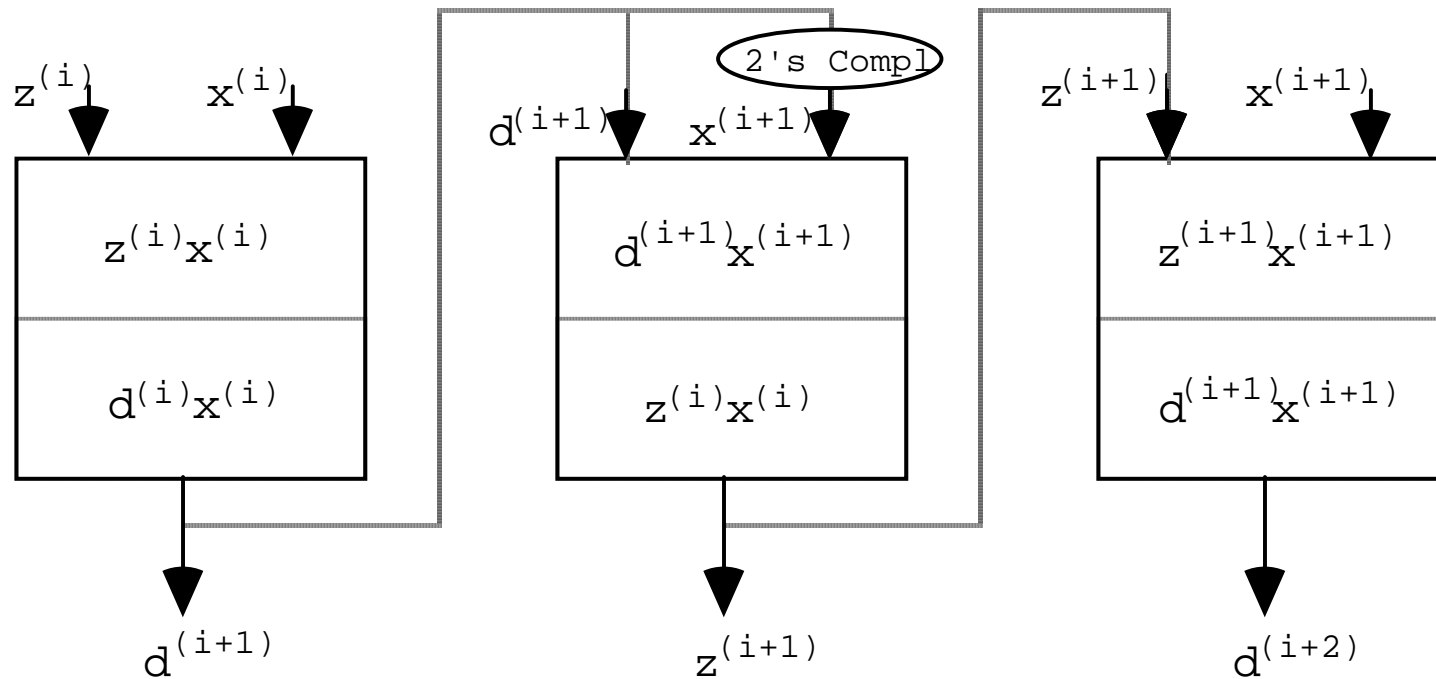 2's Compl
z^(i) x^(i) d^(i+1) x^(i+1) z^(i+1) x^(i+1)
z^(i)x^(i) d^(i+1)x^(i+1) z^(i+1)x^(i+1)
d^(i)x^(i) z^(i)x^(i) d^(i+1)x^(i+1)
d^(i+1) z^(i+1) d^(i+2)